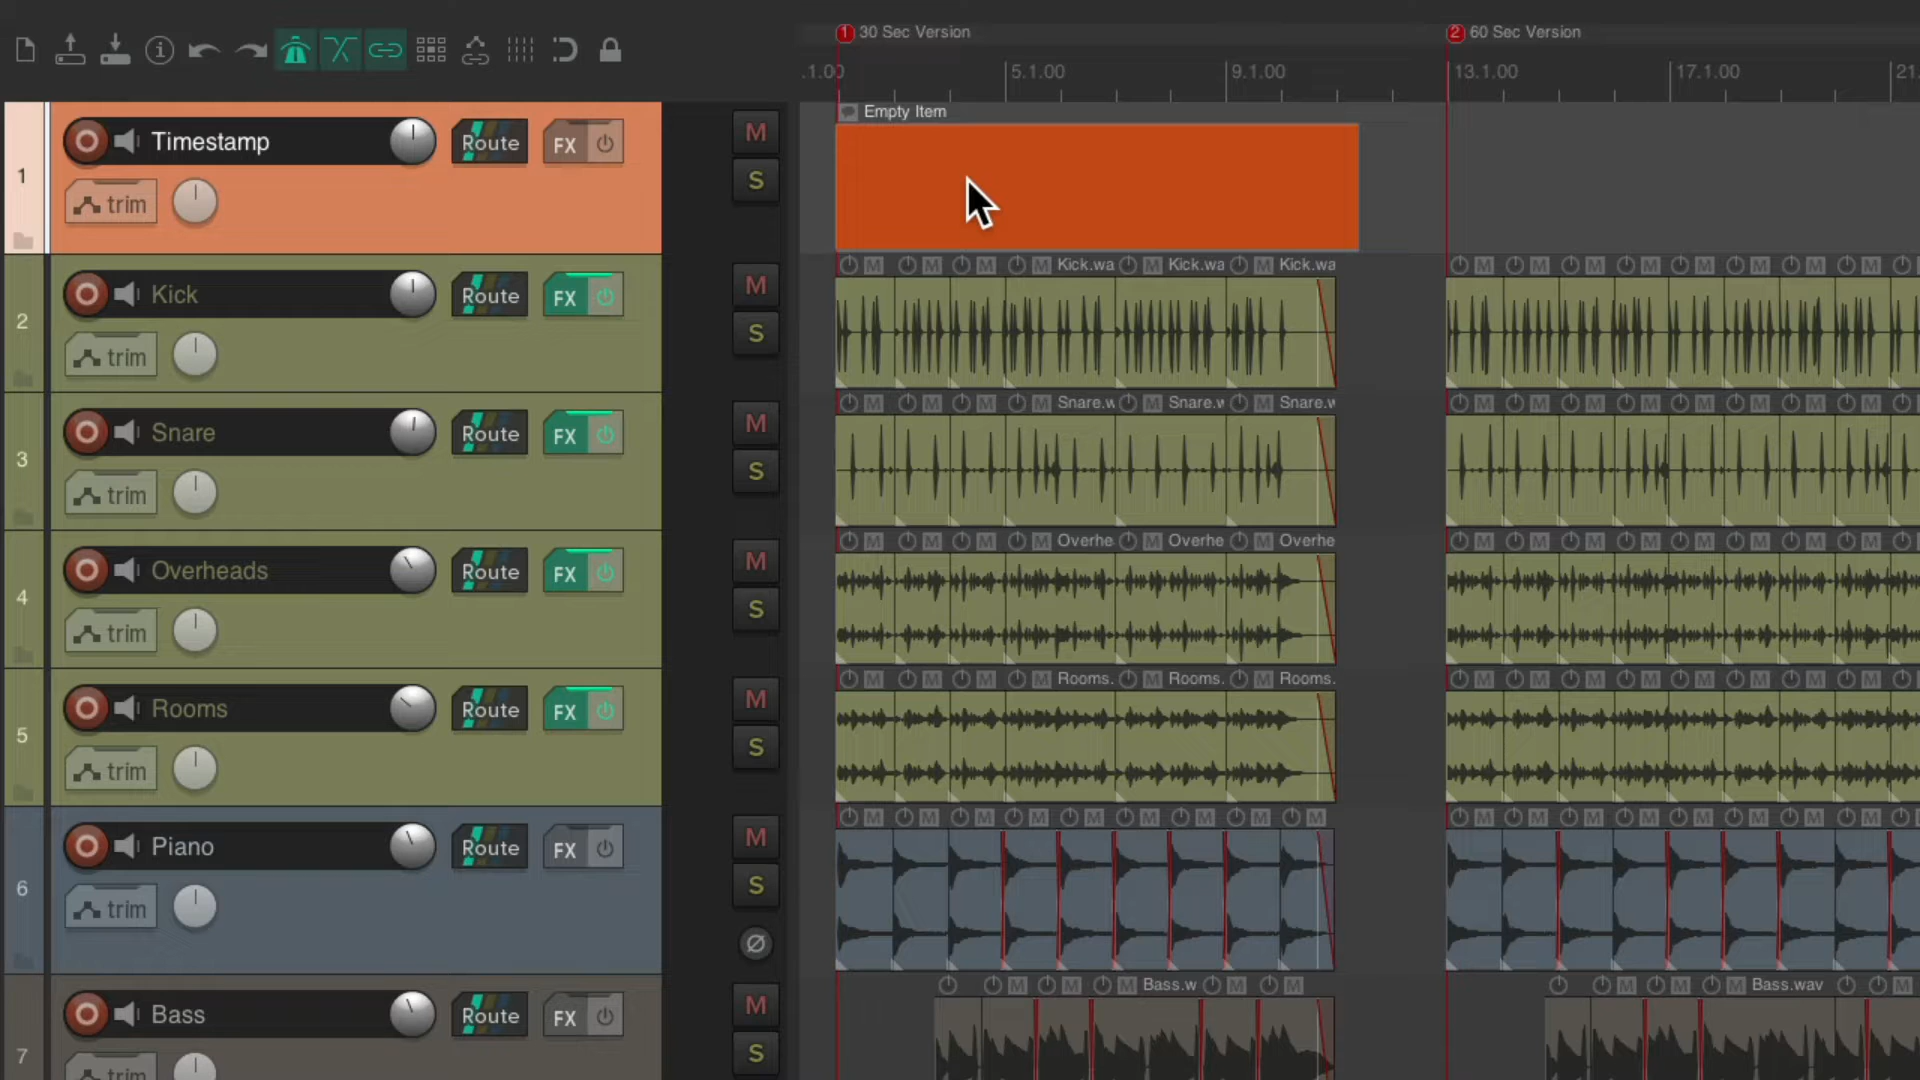 1 30 Sec Version 2 60 Sec Version
.1.00 5.1.00 9.1.00 13.1.00 17.1.00 21.
Empty Item
1 Timestamp Route FX M
trim S
Kick.wa Kick.wa Kick.wa
2 Kick Route FX M
trim S
Snare.w Snare.w Snare.w
3 Snare Route FX M
trim S
Overhe Overhe Overhe
4 Overheads Route FX M
trim S
Rooms. Rooms. Rooms.
5 Rooms Route FX M
trim S
6 Piano Route FX M
trim S
Bass.w Bass.wav
7 Bass Route FX M
trim S